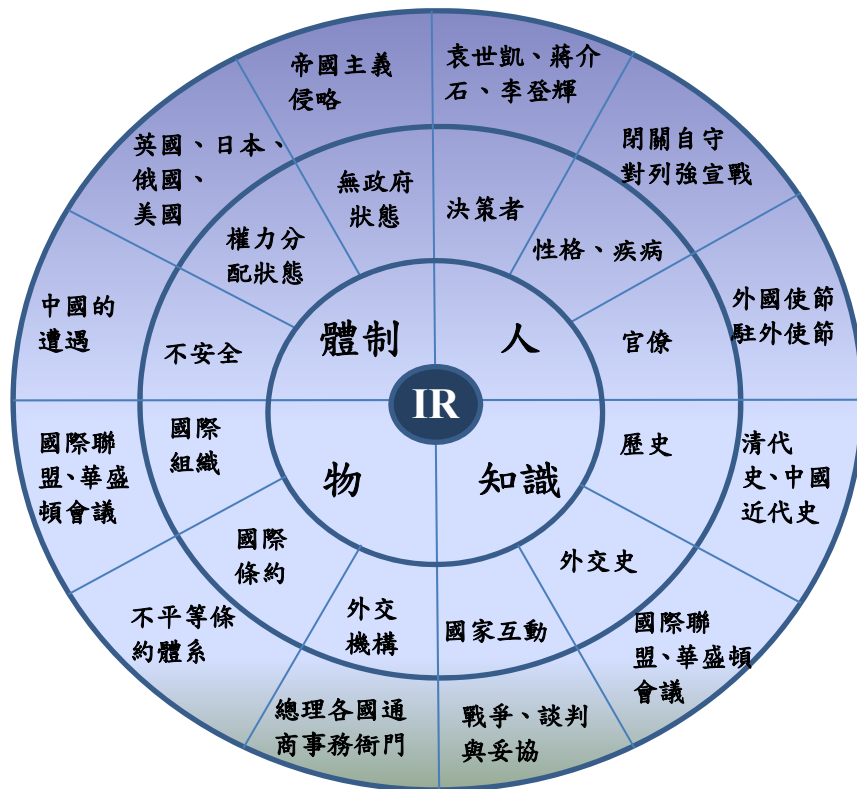 帝國主義
侵略
袁世凱、蔣介
石、李登輝
閉關自守
對列強宣戰
英國、日本、
俄國、
美國
無政府
狀態
決策者
權力分
配狀態
性格、疾病
中國的
遭遇
不安全
體制
人
官僚
外國使節
駐外使節
IR
國際聯
盟、華盛
頓會議
國際
組織
物
知識
歷史
清代
史、中國
近代史
國際
條約
外交史
不平等條
約體系
外交
機構
國家互動
國際聯
盟、華盛頓
會議
總理各國通
商事務衙門
戰爭、談判
與妥協